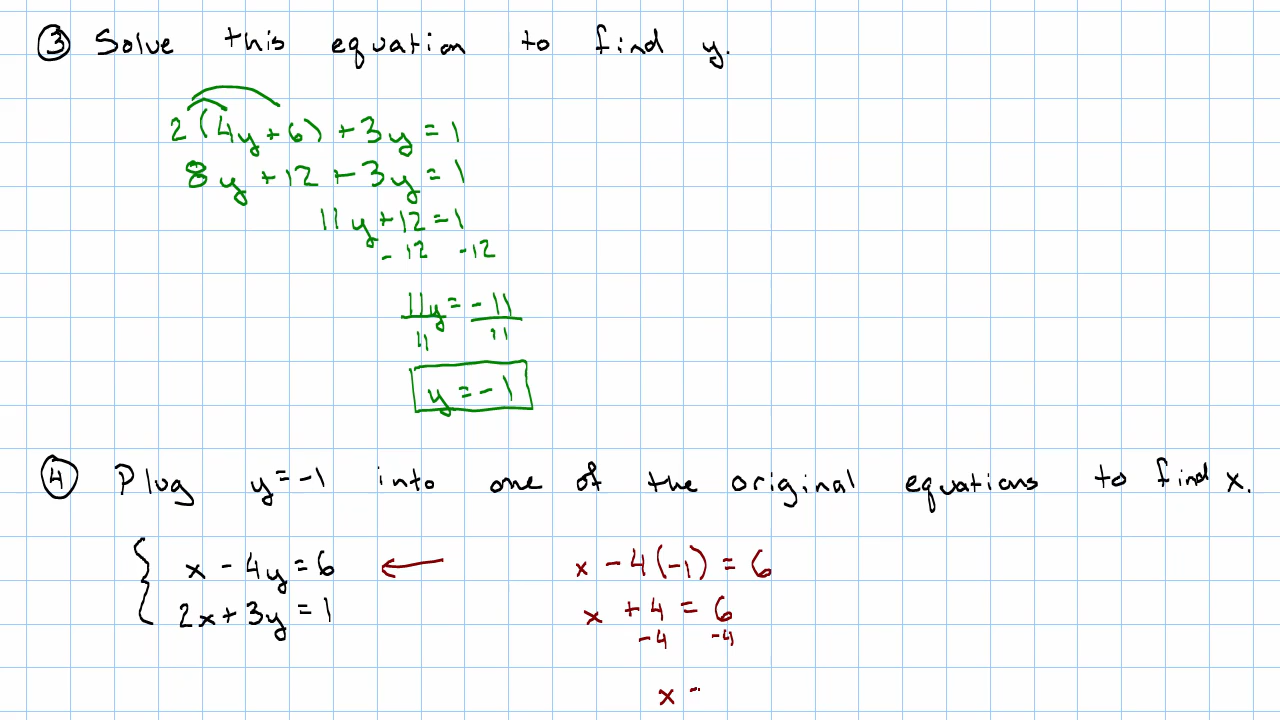 ③ Solve this equation to find y.
2(4y+6)+3y=1
8y+12+3y=1
11y+12=1
-12 -12
11y=-11
11 11
y=-1
④ Plug y=-1 into one of the original equations to find x.
x-4y=6
2x+3y=1
x-4(-1)=6
x+4=6
-4 -4
x -